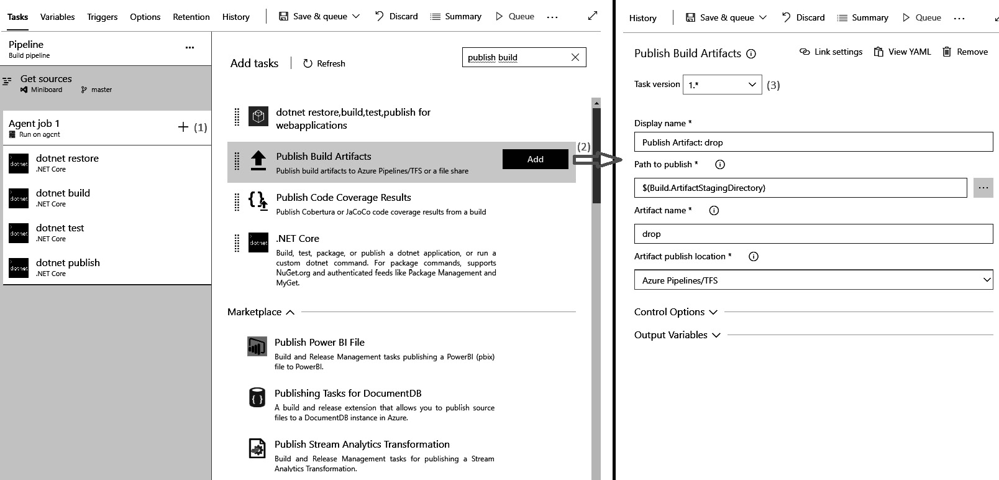 Tasks Variables Triggers Options Retention History Save & queue Discard Summary Queue ...
Pipeline ...
Build pipeline
Get sources
Miniboard master
Agent job 1
Run on agent
+ (1)
dotnet
dotnet restore
.NET Core
dotnet
dotnet build
.NET Core
dotnet
dotnet test
.NET Core
dotnet
dotnet publish
.NET Core
Add tasks Refresh
publish build
dotnet restore,build,test,publish for
webapplications
Publish Build Artifacts
Publish build artifacts to Azure Pipelines/TFS or a file share
Add
(2)
Publish Code Coverage Results
Publish Cobertura or JaCoCo code coverage results from a build
dotnet
.NET Core
Build, test, package, or publish a dotnet application, or run a
custom dotnet command. For package commands, supports
NuGet.org and authenticated feeds like Package Management and
MyGet.
Marketplace
Publish Power BI File
Build and Release Management tasks publishing a PowerBI (pbix)
file to PowerBI.
Publishing Tasks for DocumentDB
A build and release extension that allows you to publish source
files to a DocumentDB instance in Azure.
Publish Stream Analytics Transformation
Build and Release Management tasks for publishing a Stream
Analytics Transformation.
History Save & queue Discard Summary Queue ...
Publish Build Artifacts Link settings View YAML Remove
Task version 1.* (3)
Display name *
Publish Artifact: drop
Path to publish *
$(Build.ArtifactStagingDirectory) ...
Artifact name *
drop
Artifact publish location *
Azure Pipelines/TFS
Control Options
Output Variables